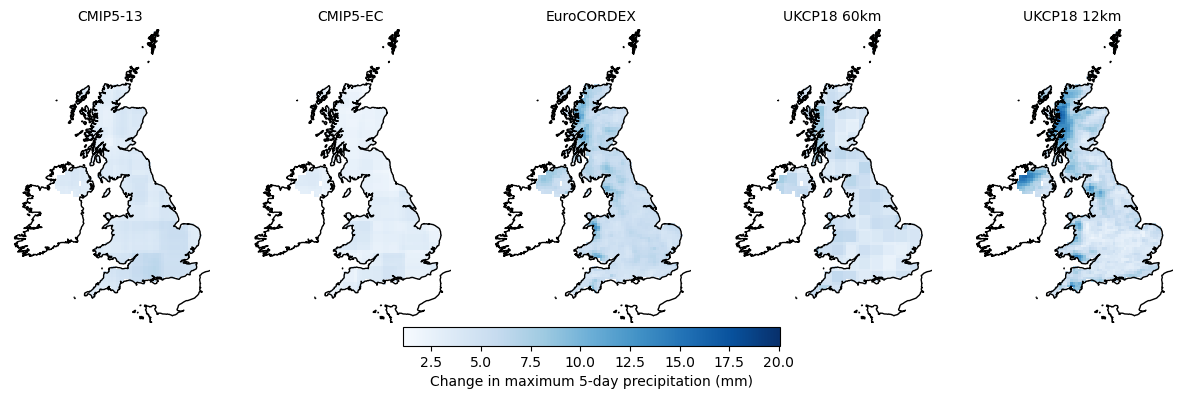 CMIP5-13 CMIP5-EC EuroCORDEX UKCP18 60km UKCP18 12km
2.5 5.0 7.5 10.0 12.5 15.0 17.5 20.0
Change in maximum 5-day precipitation (mm)